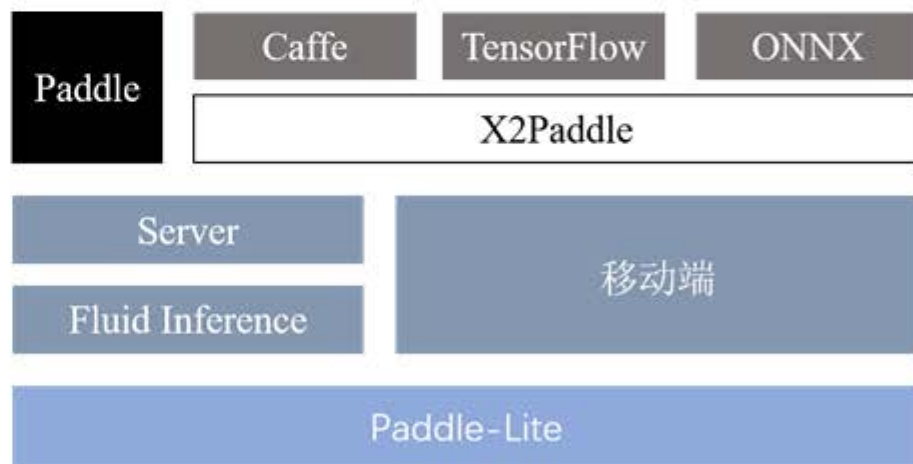 Paddle
Caffe
TensorFlow
ONNX
X2Paddle
Server
Fluid Inference
移动端
Paddle-Lite